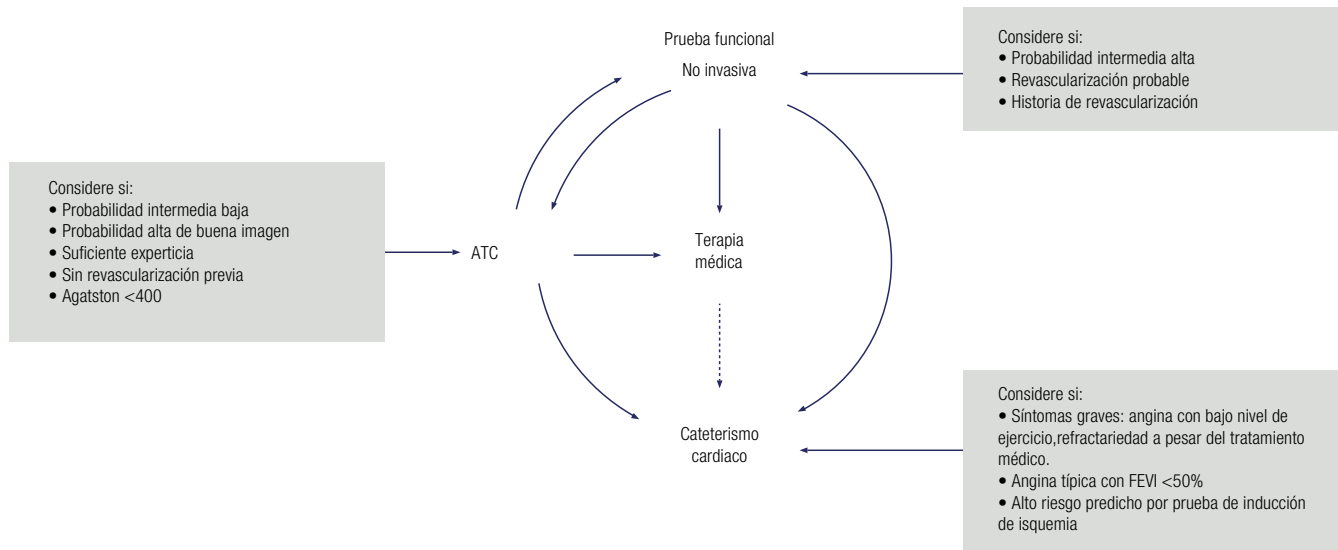 Prueba funcional
No invasiva
Considere si:
• Probabilidad intermedia alta
• Revascularización probable
• Historia de revascularización
Considere si:
• Probabilidad intermedia baja
• Probabilidad alta de buena imagen
• Suficiente experticia
• Sin revascularización previa
• Agatston <400
ATC
Terapia
médica
Cateterismo
cardiaco
Considere si:
• Síntomas graves: angina con bajo nivel de
ejercicio,refractariedad a pesar del tratamiento
médico.
• Angina típica con FEVI <50%
• Alto riesgo predicho por prueba de inducción
de isquemia